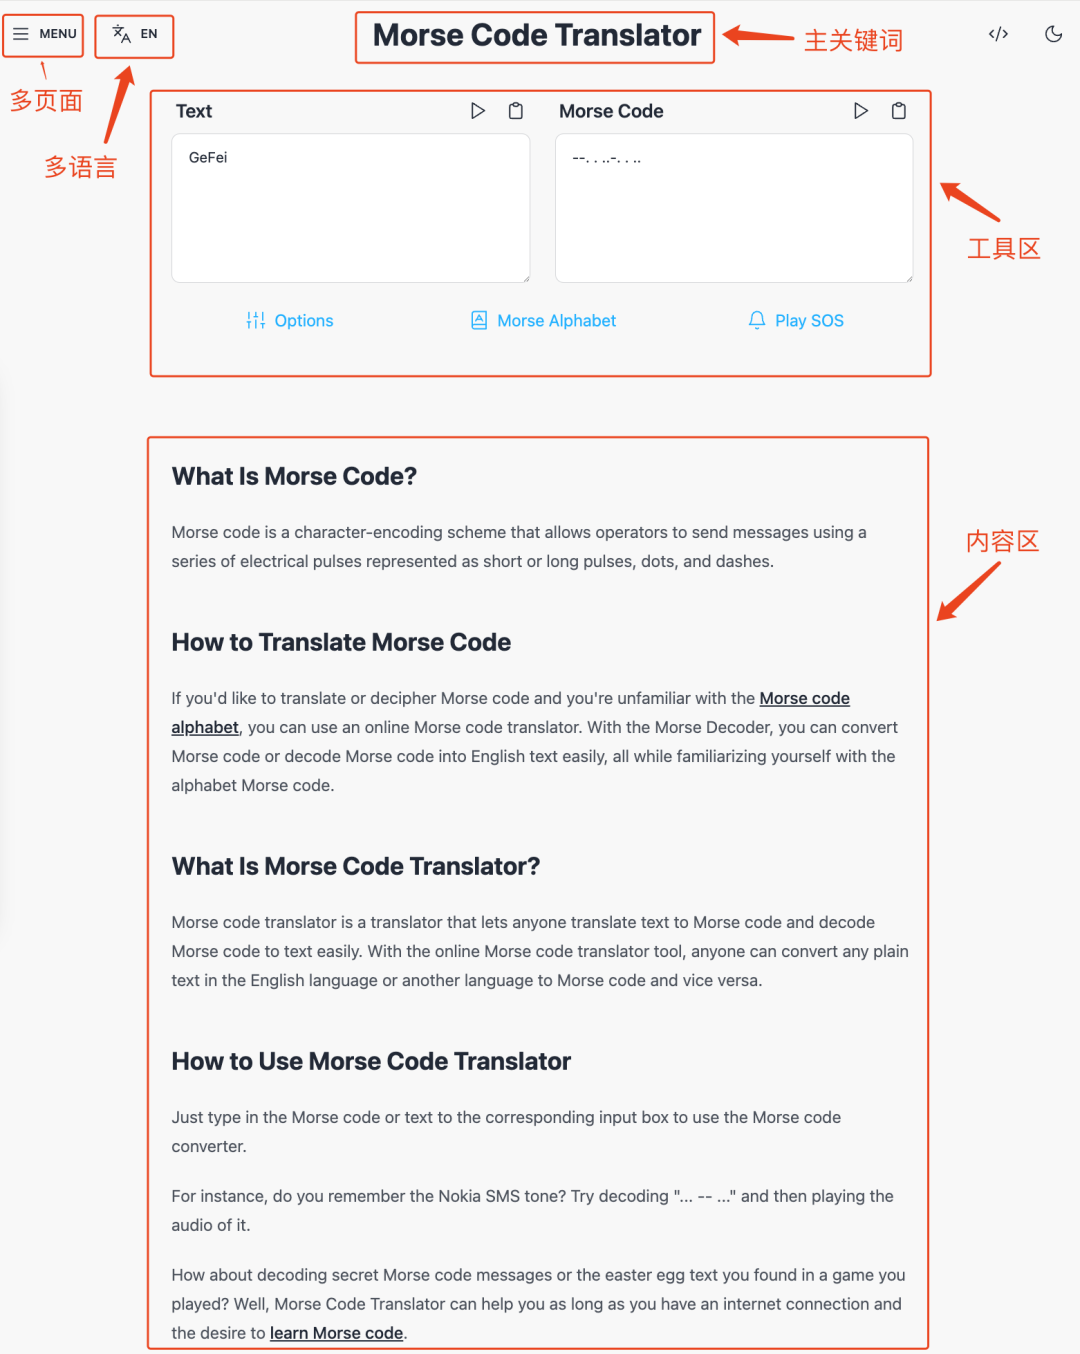 MENU
EN
Morse Code Translator
主关键词
</>
多页面
多语言
Text
Morse Code
GeFei
--. . ..-. . ..
工具区
Options
Morse Alphabet
Play SOS
What Is Morse Code?
Morse code is a character-encoding scheme that allows operators to send messages using a
series of electrical pulses represented as short or long pulses, dots, and dashes.
内容区
How to Translate Morse Code
If you'd like to translate or decipher Morse code and you're unfamiliar with the Morse code
alphabet, you can use an online Morse code translator. With the Morse Decoder, you can convert
Morse code or decode Morse code into English text easily, all while familiarizing yourself with the
alphabet Morse code.
What Is Morse Code Translator?
Morse code translator is a translator that lets anyone translate text to Morse code and decode
Morse code to text easily. With the online Morse code translator tool, anyone can convert any plain
text in the English language or another language to Morse code and vice versa.
How to Use Morse Code Translator
Just type in the Morse code or text to the corresponding input box to use the Morse code
converter.
For instance, do you remember the Nokia SMS tone? Try decoding "... -- ..." and then playing the
audio of it.
How about decoding secret Morse code messages or the easter egg text you found in a game you
played? Well, Morse Code Translator can help you as long as you have an internet connection and
the desire to learn Morse code.